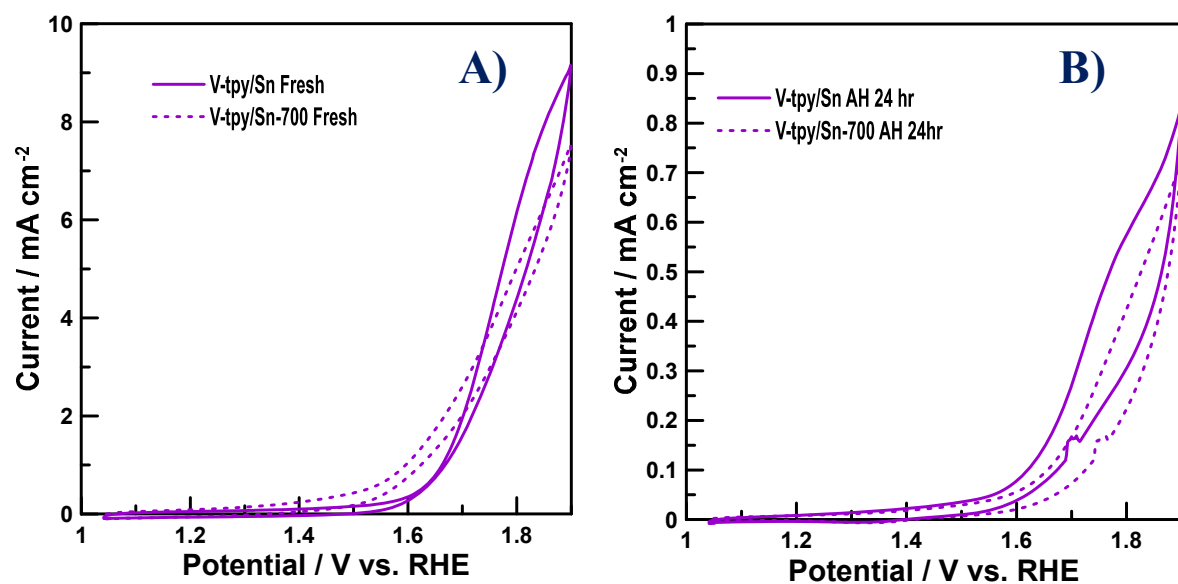 A)
V-tpy/Sn Fresh
V-tpy/Sn-700 Fresh
10
8
6
4
2
0
Current / mA cm-2
1
1.2
1.4
1.6
1.8
Potential / V vs. RHE
B)
V-tpy/Sn AH 24 hr
V-tpy/Sn-700 AH 24hr
1
0.9
0.8
0.7
0.6
0.5
0.4
0.3
0.2
0.1
0
Current / mA cm-2
1
1.2
1.4
1.6
1.8
Potential / V vs. RHE